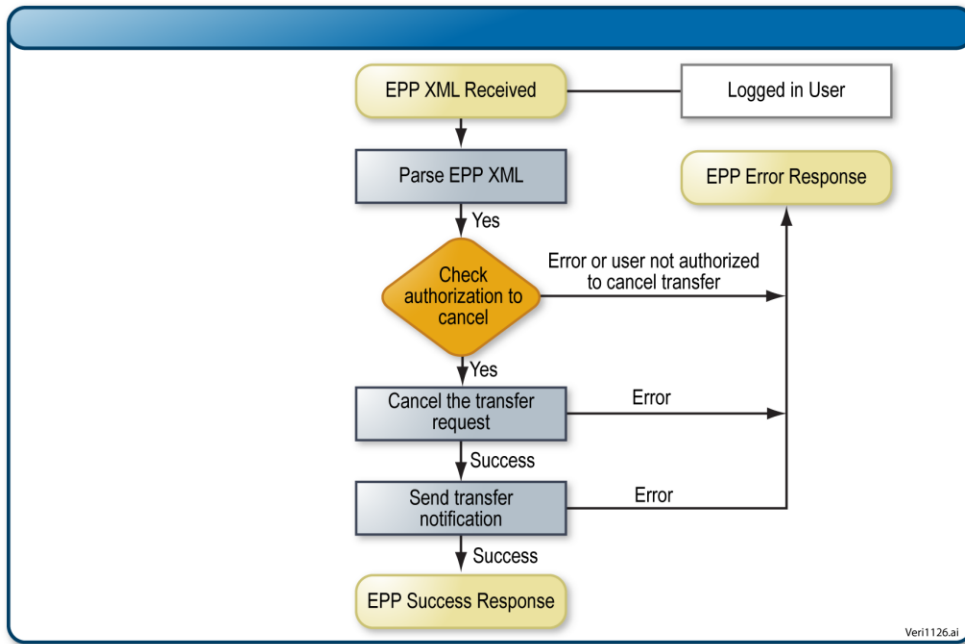 EPP XML Received
Logged in User
Parse EPP XML
EPP Error Response
Yes
Check
authorization to
cancel
Error or user not authorized
to cancel transfer
Yes
Cancel the transfer
request
Error
Success
Send transfer
notification
Error
Success
EPP Success Response
Veri1126.ai